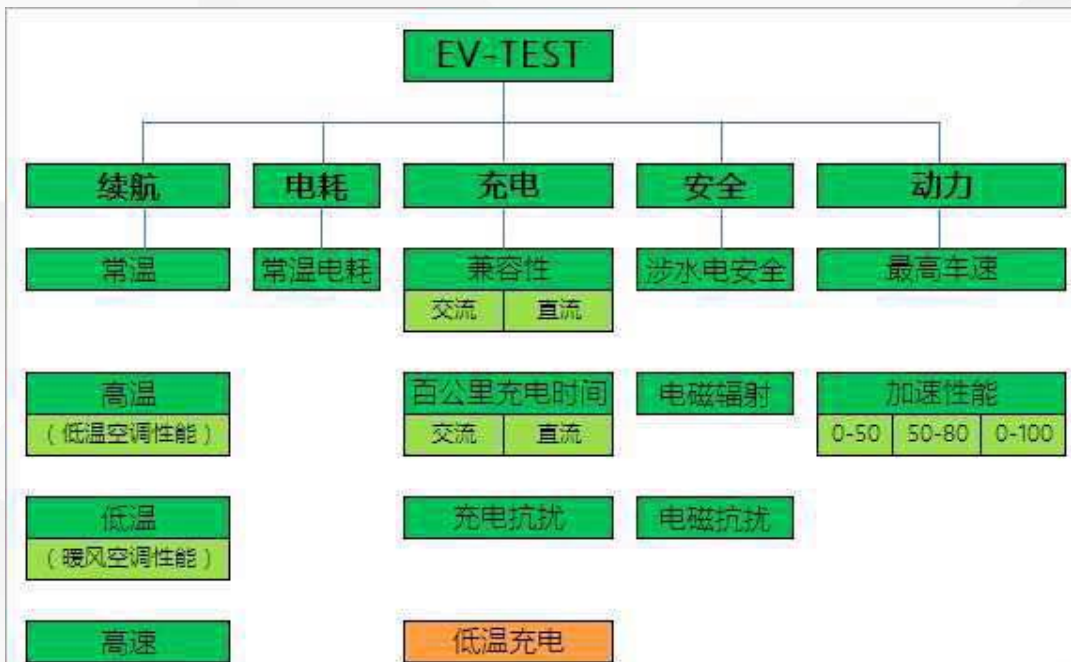 EV-TEST
续航 电耗 充电 安全 动力
常温 常温电耗 兼容性 涉水电安全 最高车速
交流 直流
高温 百公里充电时间 电磁辐射 加速性能
（低温空调性能） 交流 直流 0-50 50-80 0-100
低温 充电抗扰 电磁抗扰
（暖风空调性能）
高速 低温充电